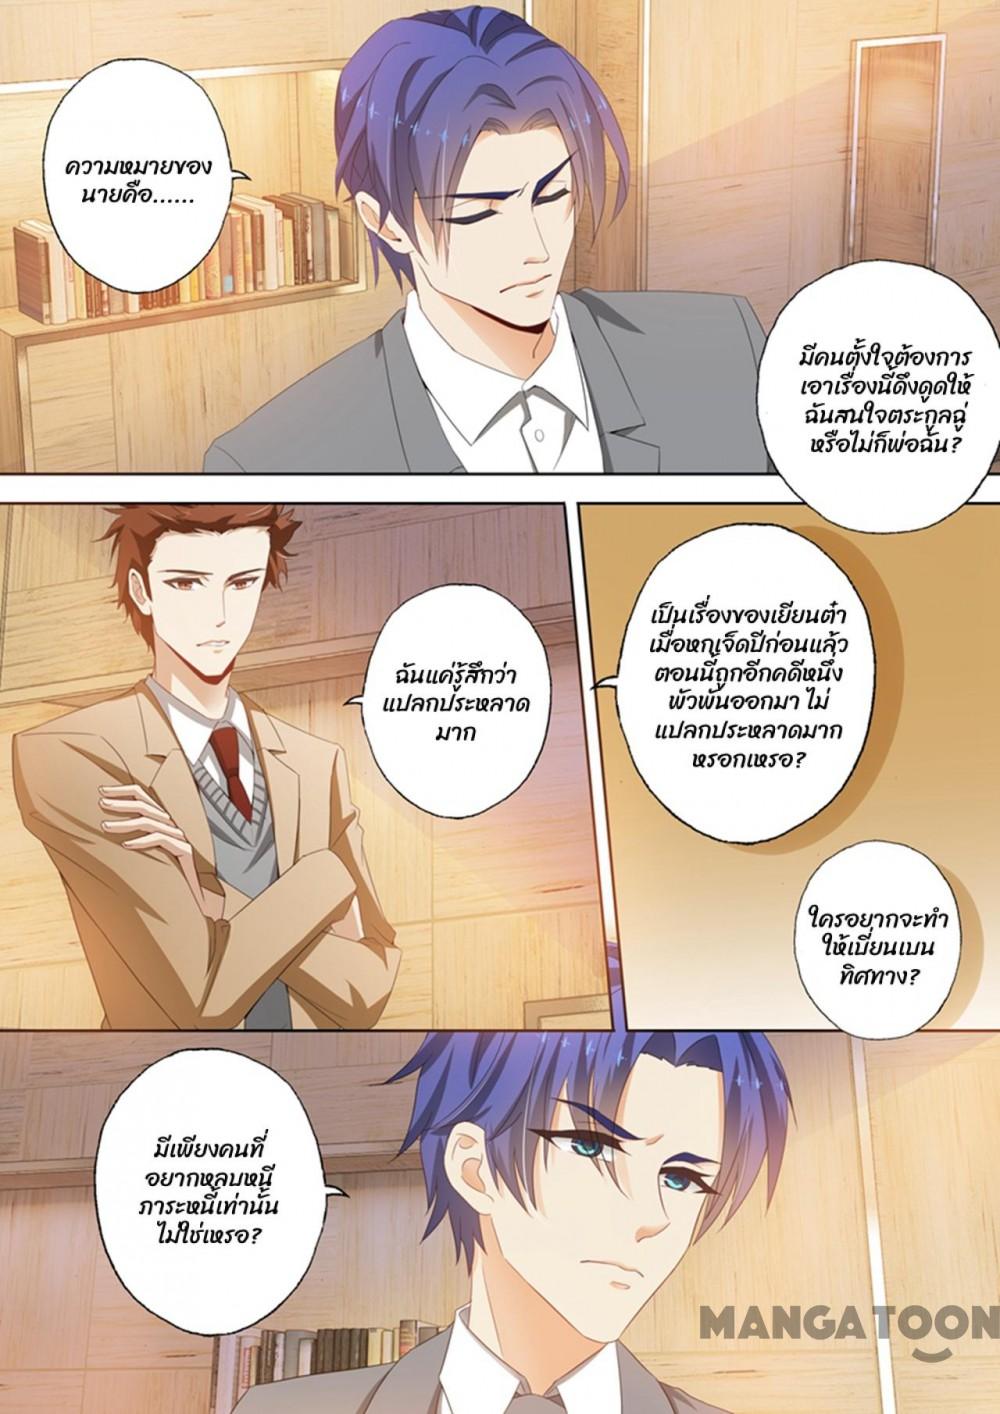 ความหมายของ
นายคือ......
มีคนตั้งใจต้องการ
เอาเรื่องนี้ดึงดูดให้
ฉันสนใจตระกูลฉู่
หรือไม่ก็พ่อฉัน?
ฉันแค่รู้สึกว่า
แปลกประหลาด
มาก
เป็นเรื่องของเยียนต๋า
เมื่อหกเจ็ดปีก่อนแล้ว
ตอนนี้ถูกอีกคดีหนึ่ง
พัวพันออกมา ไม่
แปลกประหลาดมาก
หรอกเหรอ?
ใครอยากจะทำ
ให้เบี่ยนเบน
ทิศทาง?
มีเพียงคนที่
อยากหลบหนี
ภาระหนี้เท่านั้น
ไม่ใช่เหรอ?
MANGATOON